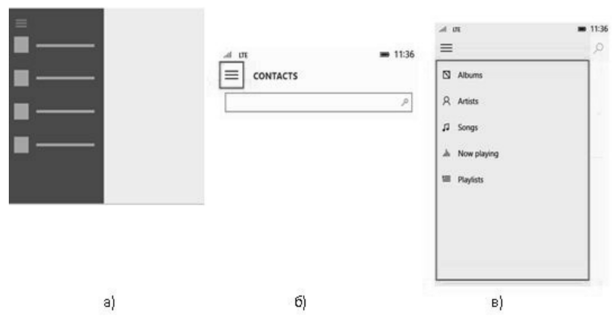 LTE 11:36
CONTACTS
LTE 11:36
Albums
Artists
Songs
Now playing
Playlists
а) б) в)